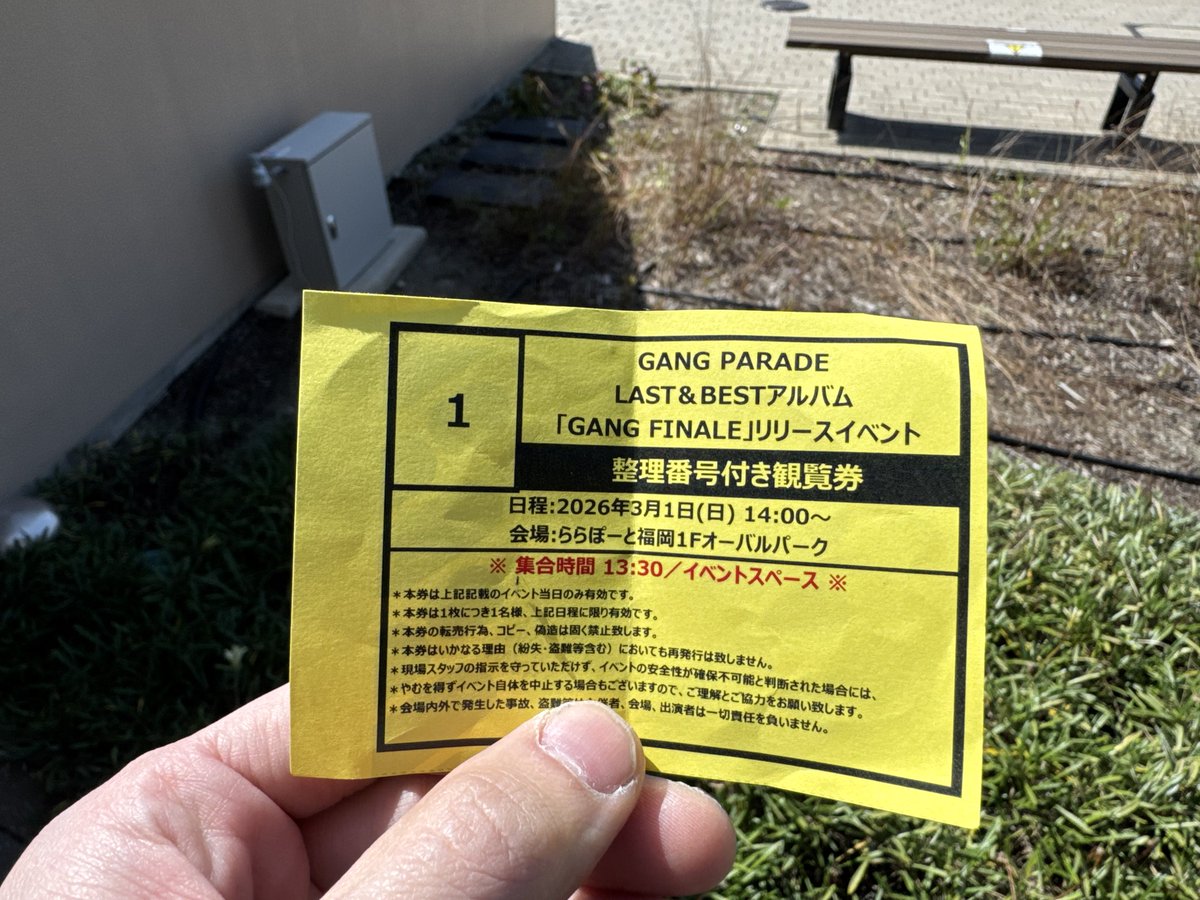 1
GANG PARADE
LAST&BESTアルバム
「GANG FINALE」リリースイベント
整理番号付き観覧券
日程:2026年3月1日(日) 14:00～
会場:ららぽーと福岡1Fオーバルパーク
※ 集合時間 13:30／イベントスペース ※
＊本券は上記記載のイベント当日のみ有効です。
＊本券は1枚につき1名様、上記日程に限り有効です。
＊本券の転売行為、コピー、偽造は固く禁止致します。
＊本券はいかなる理由（紛失・盗難等含む）においても再発行は致しません。
＊現場スタッフの指示を守っていただけず、イベントの安全性が確保不可能と判断された場合には、
＊やむを得ずイベント自体を中止する場合もございますので、ご理解とご協力をお願い致します。
＊会場内外で発生した事故、盗難等は者、会場、出演者は一切責任を負いません。